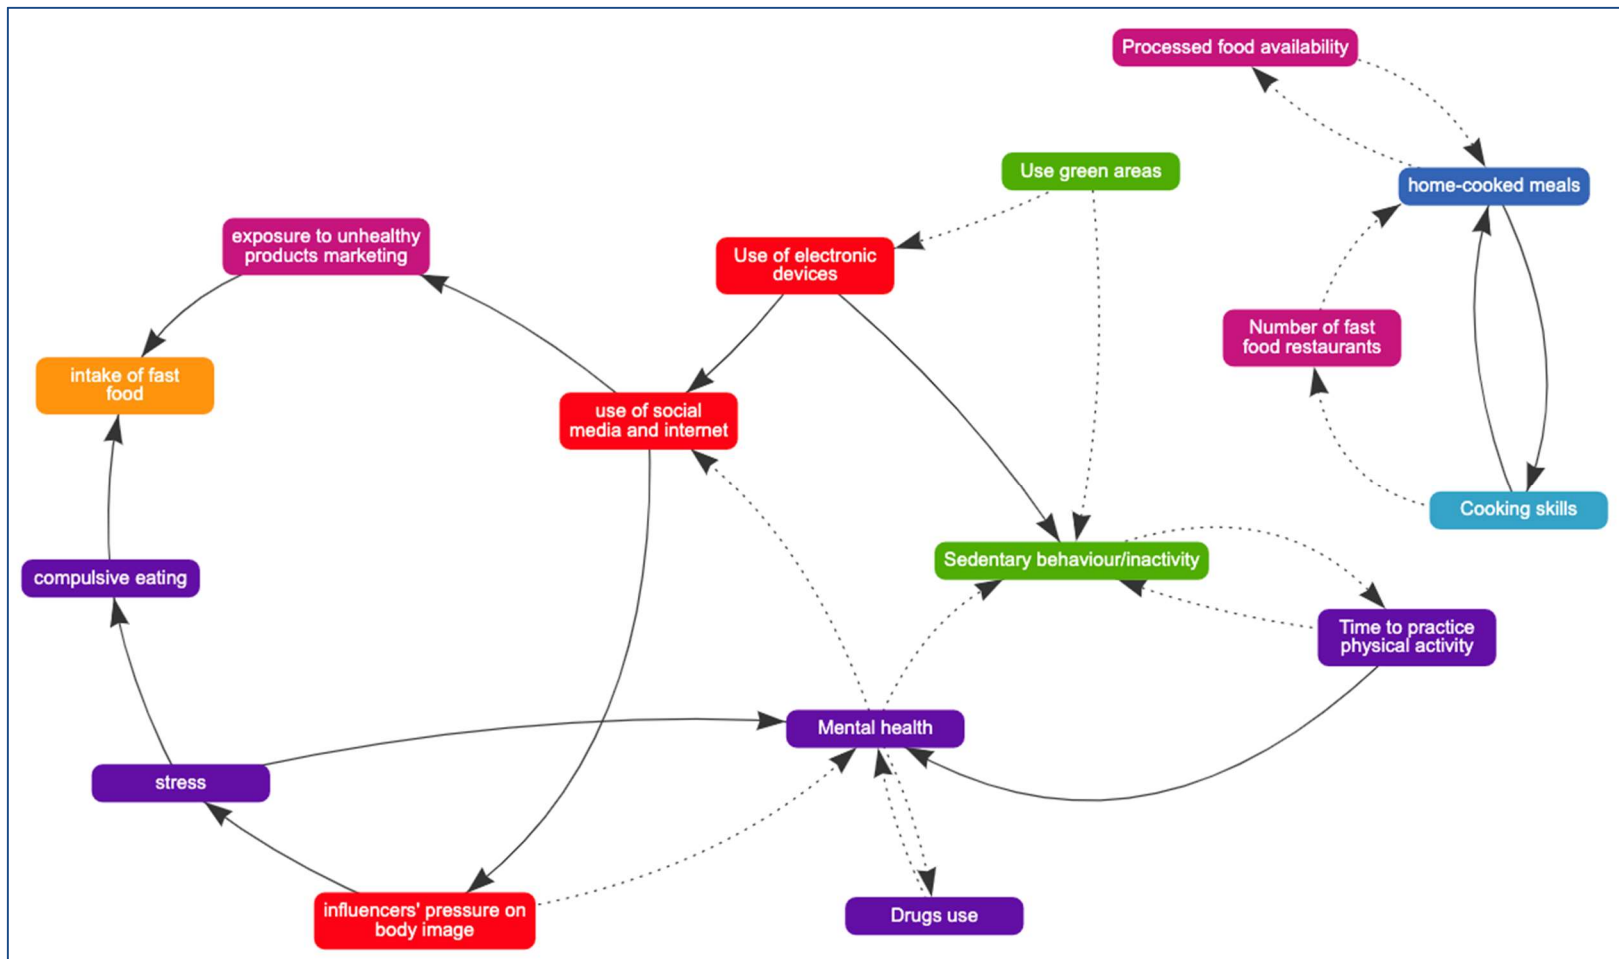 Processed food availability
Use green areas
home-cooked meals
exposure to unhealthy
products marketing
Use of electronic
devices
Number of fast
food restaurants
intake of fast
food
use of social
media and internet
Cooking skills
compulsive eating
Sedentary behaviour/inactivity
Time to practice
physical activity
Mental health
stress
influencers' pressure on
body image
Drugs use